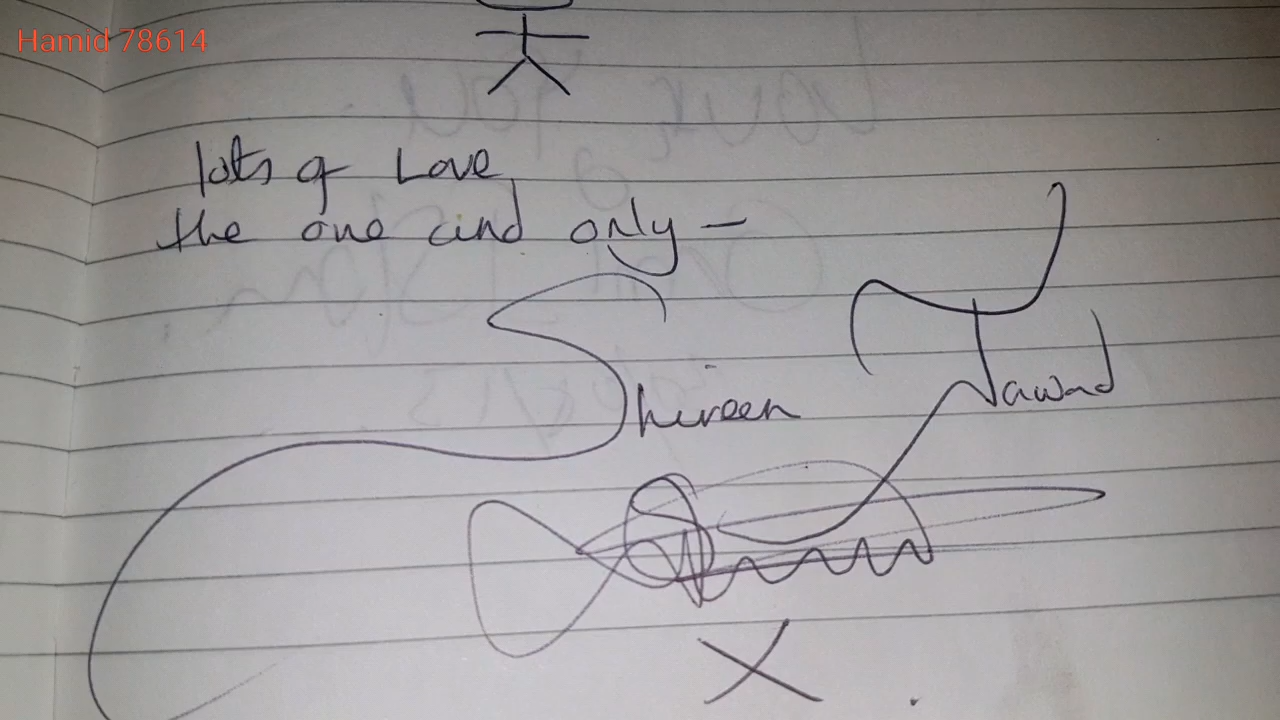 Hamid 78614
lots of Love,
the one and only –
Shireen Jawad
X